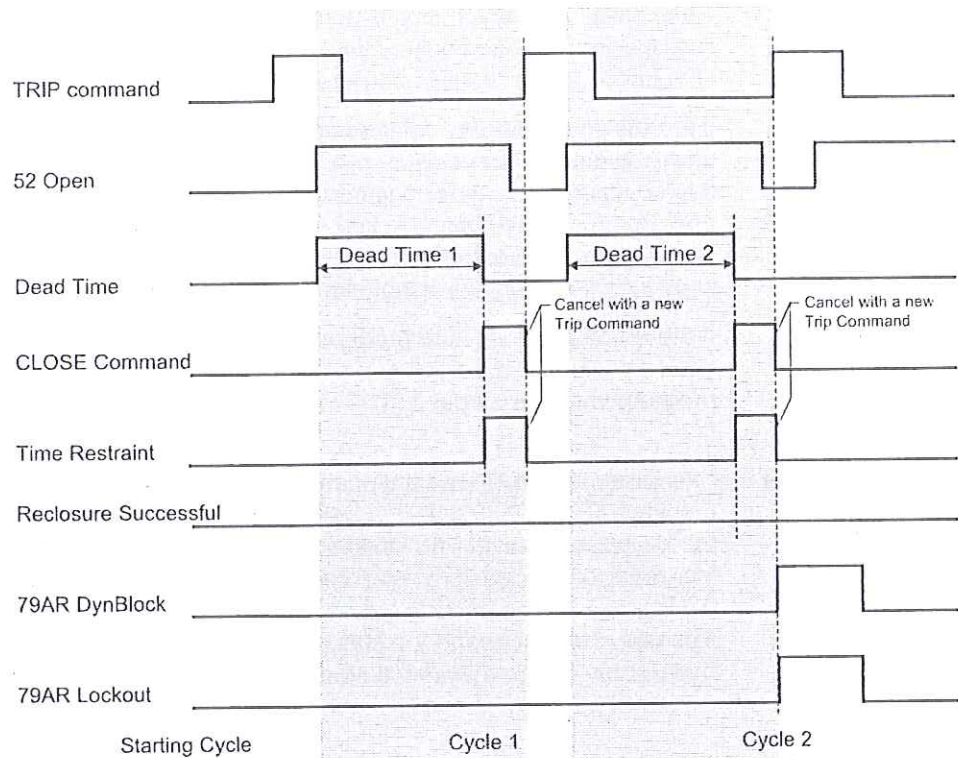 TRIP command
52 Open
Dead Time 1
Dead Time 2
Dead Time
Cancel with a new
Trip Command
Cancel with a new
Trip Command
CLOSE Command
Time Restraint
Reclosure Successful
79AR DynBlock
79AR Lockout
Starting Cycle
Cycle 1
Cycle 2